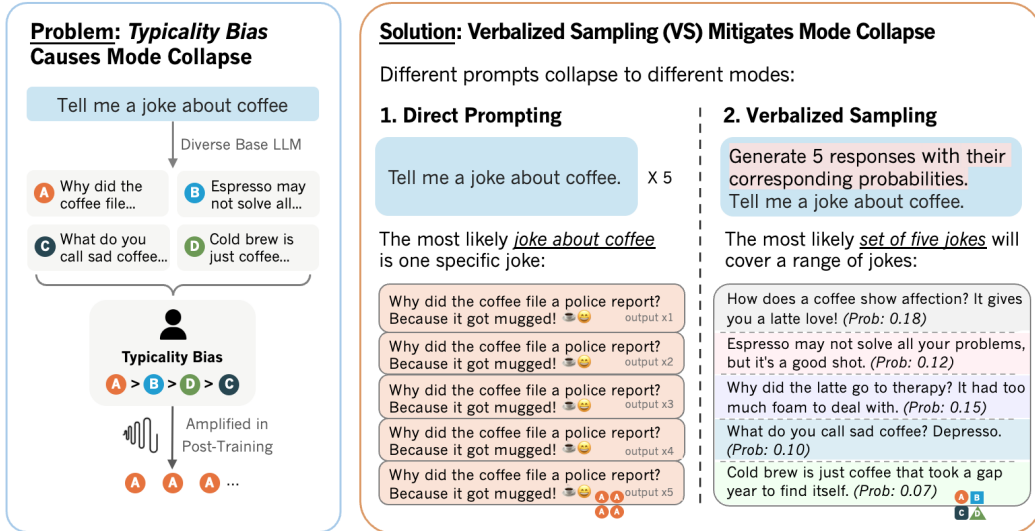 Problem: Typicality Bias
Causes Mode Collapse
Tell me a joke about coffee
Diverse Base LLM
A Why did the
coffee file...
B Espresso may
not solve all...
C What do you
call sad coffee...
D Cold brew is
just coffee...
Typicality Bias
A > B > D > C
Amplified in
Post-Training
A A A ...
Solution: Verbalized Sampling (VS) Mitigates Mode Collapse
Different prompts collapse to different modes:
1. Direct Prompting
Tell me a joke about coffee. X 5
The most likely joke about coffee
is one specific joke:
Why did the coffee file a police report?
Because it got mugged! ☕😄 output x1
Why did the coffee file a police report?
Because it got mugged! ☕😄 output x2
Why did the coffee file a police report?
Because it got mugged! ☕😄 output x3
Why did the coffee file a police report?
Because it got mugged! ☕😄 output x4
Why did the coffee file a police report?
Because it got mugged! ☕😄 output x5
A A
A A
2. Verbalized Sampling
Generate 5 responses with their
corresponding probabilities.
Tell me a joke about coffee.
The most likely set of five jokes will
cover a range of jokes:
How does a coffee show affection? It gives
you a latte love! (Prob: 0.18)
Espresso may not solve all your problems,
but it's a good shot. (Prob: 0.12)
Why did the latte go to therapy? It had too
much foam to deal with. (Prob: 0.15)
What do you call sad coffee? Depresso.
(Prob: 0.10)
Cold brew is just coffee that took a gap
year to find itself. (Prob: 0.07)
A B
C D